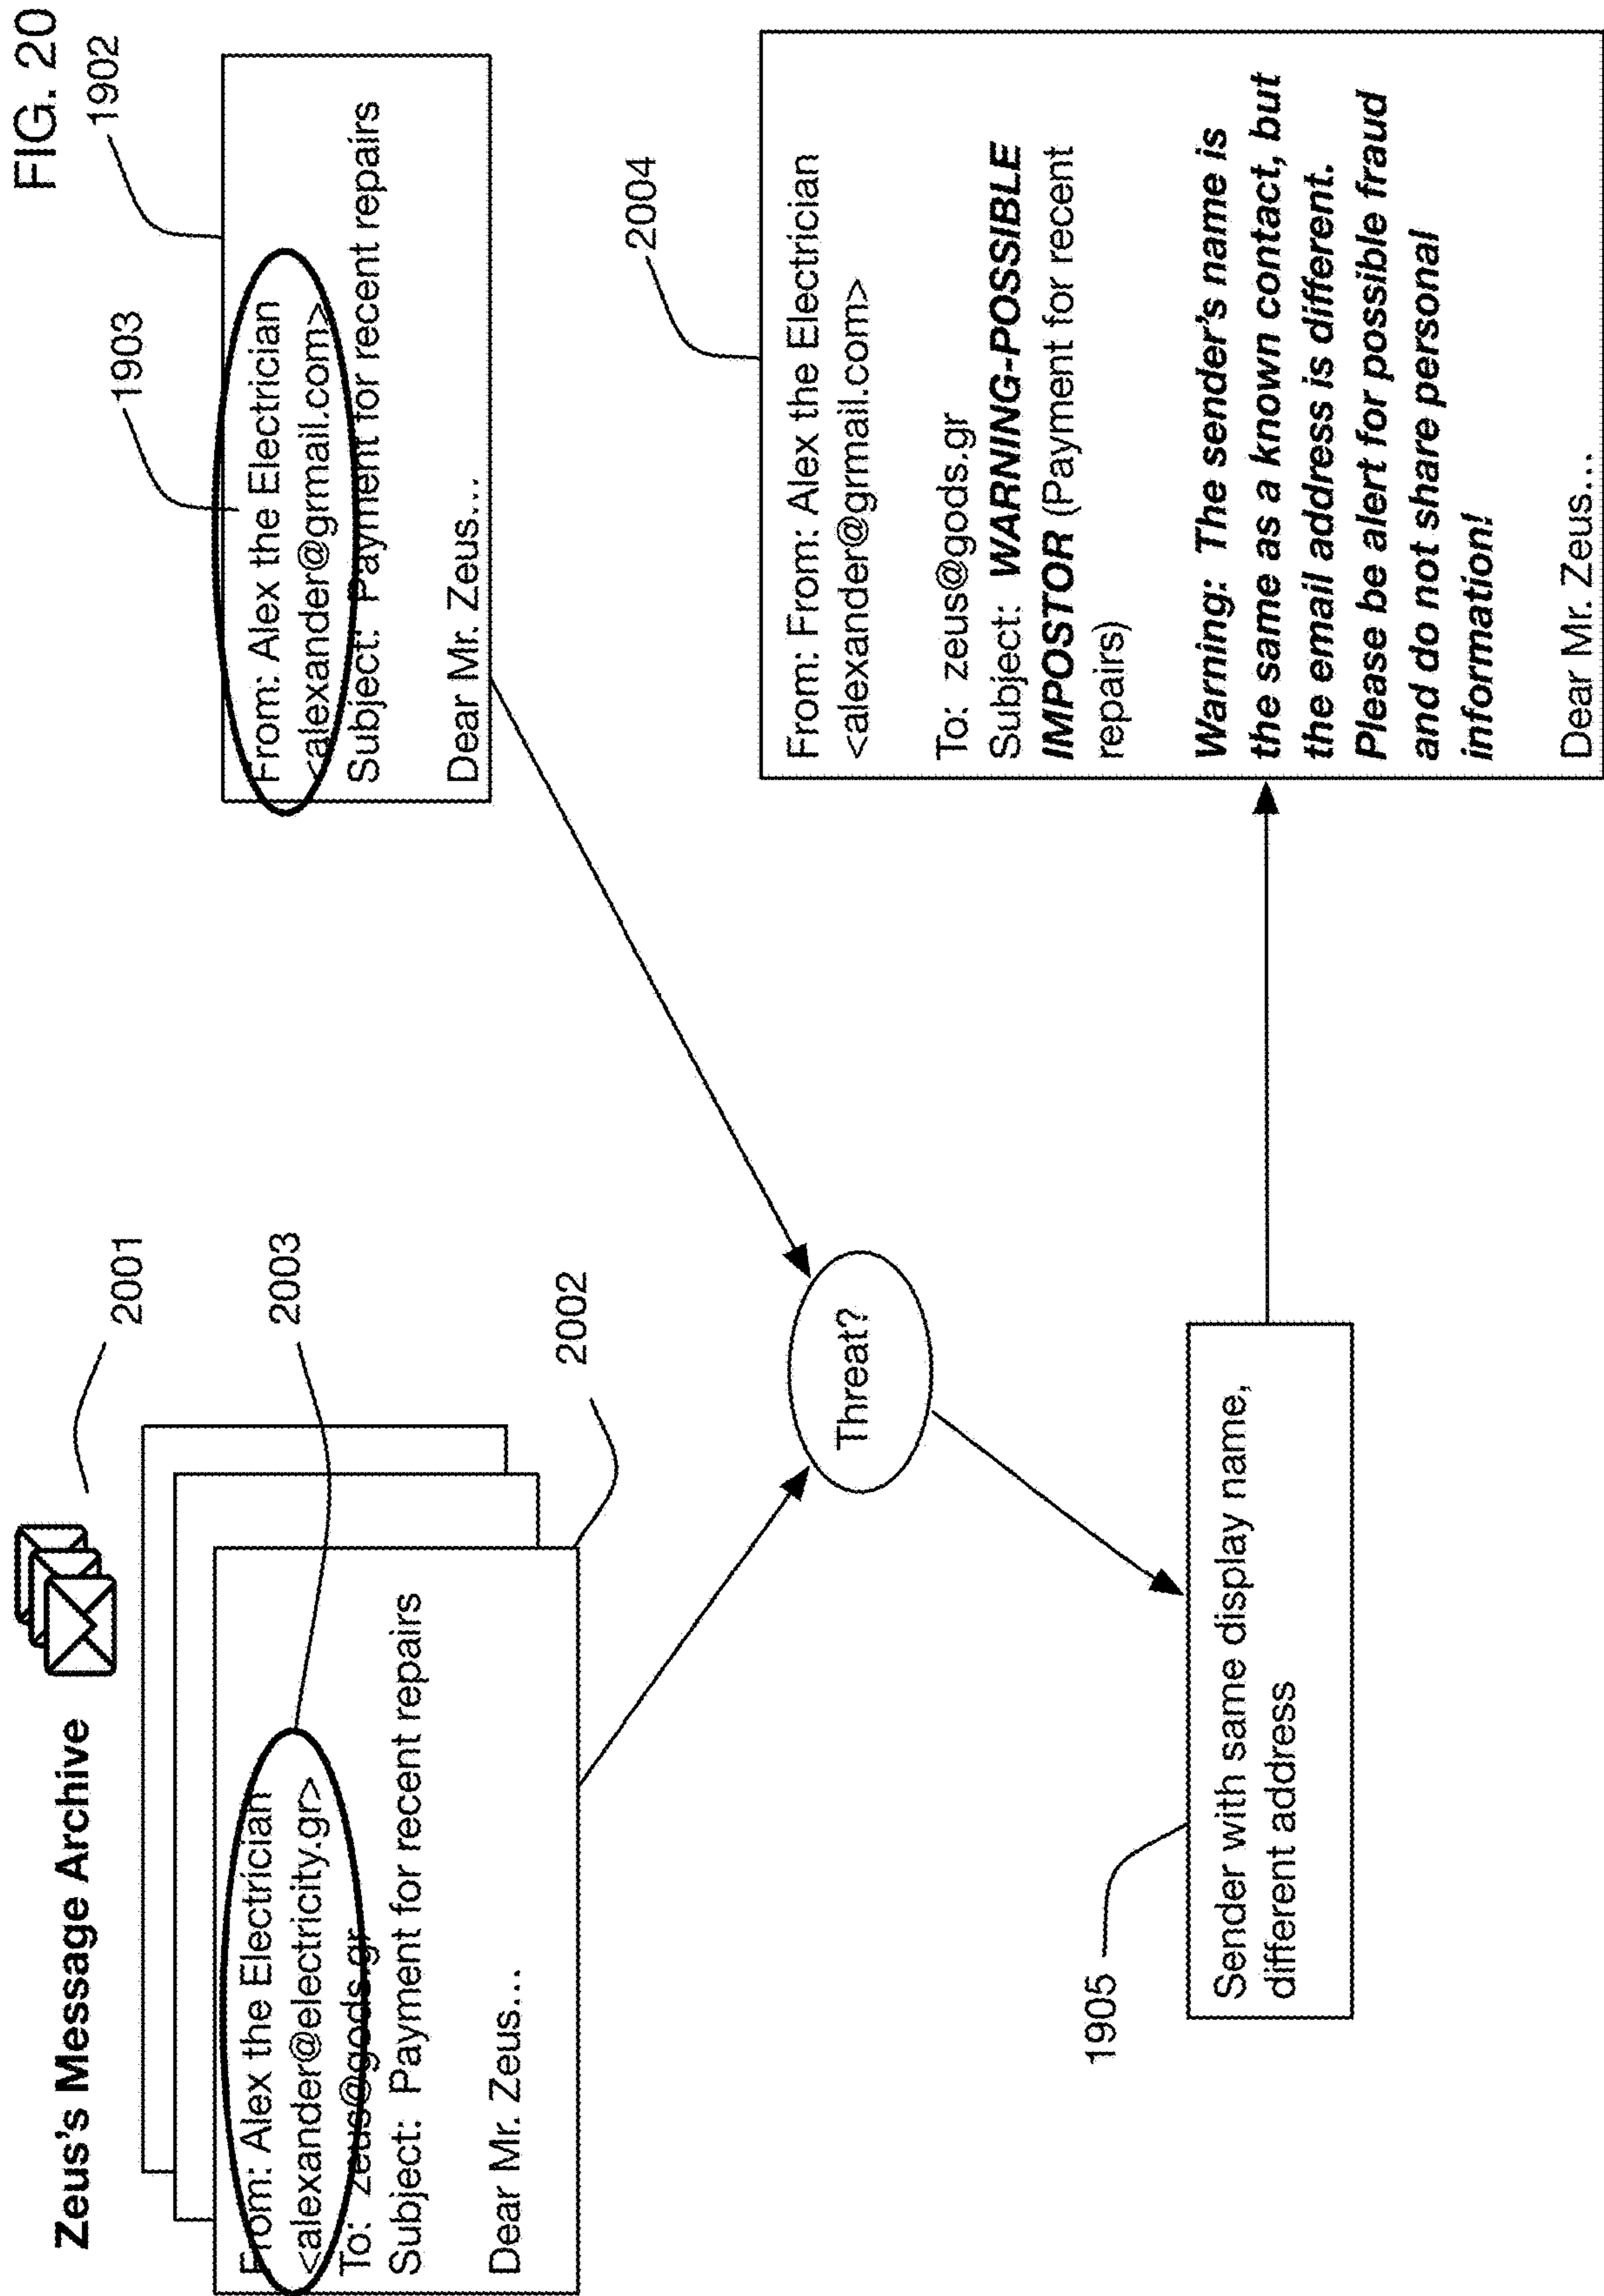 FIG. 20
Zeus's Message Archive
2001
From: Alex the Electrician
<alexander@electricity.gr>
To: zeus@gods.gr
Subject: Payment for recent repairs
Dear Mr. Zeus...
2003
2002
1903
1902
From: Alex the Electrician
<alexander@grmail.com>
Subject: Payment for recent repairs
Dear Mr. Zeus...
Threat?
1905
Sender with same display name,
different address
2004
From: From: Alex the Electrician
<alexander@grmail.com>
To: zeus@gods.gr
Subject: WARNING-POSSIBLE
IMPOSTOR (Payment for recent
repairs)
Warning: The sender's name is
the same as a known contact, but
the email address is different.
Please be alert for possible fraud
and do not share personal
information!
Dear Mr. Zeus...